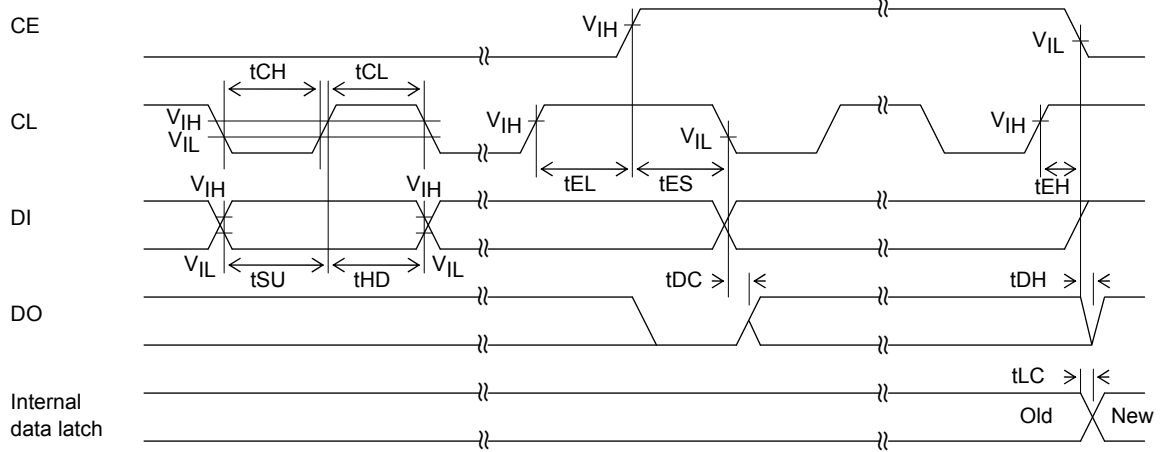 CE
VIH
VIL
tCH
tCL
CL
VIH
VIL
VIH
VIL
VIH
tEL
tES
tEH
DI
VIH
VIH
VIL
VIL
tSU
tHD
DO
tDC
tDH
tLC
Internal
data latch
Old
New